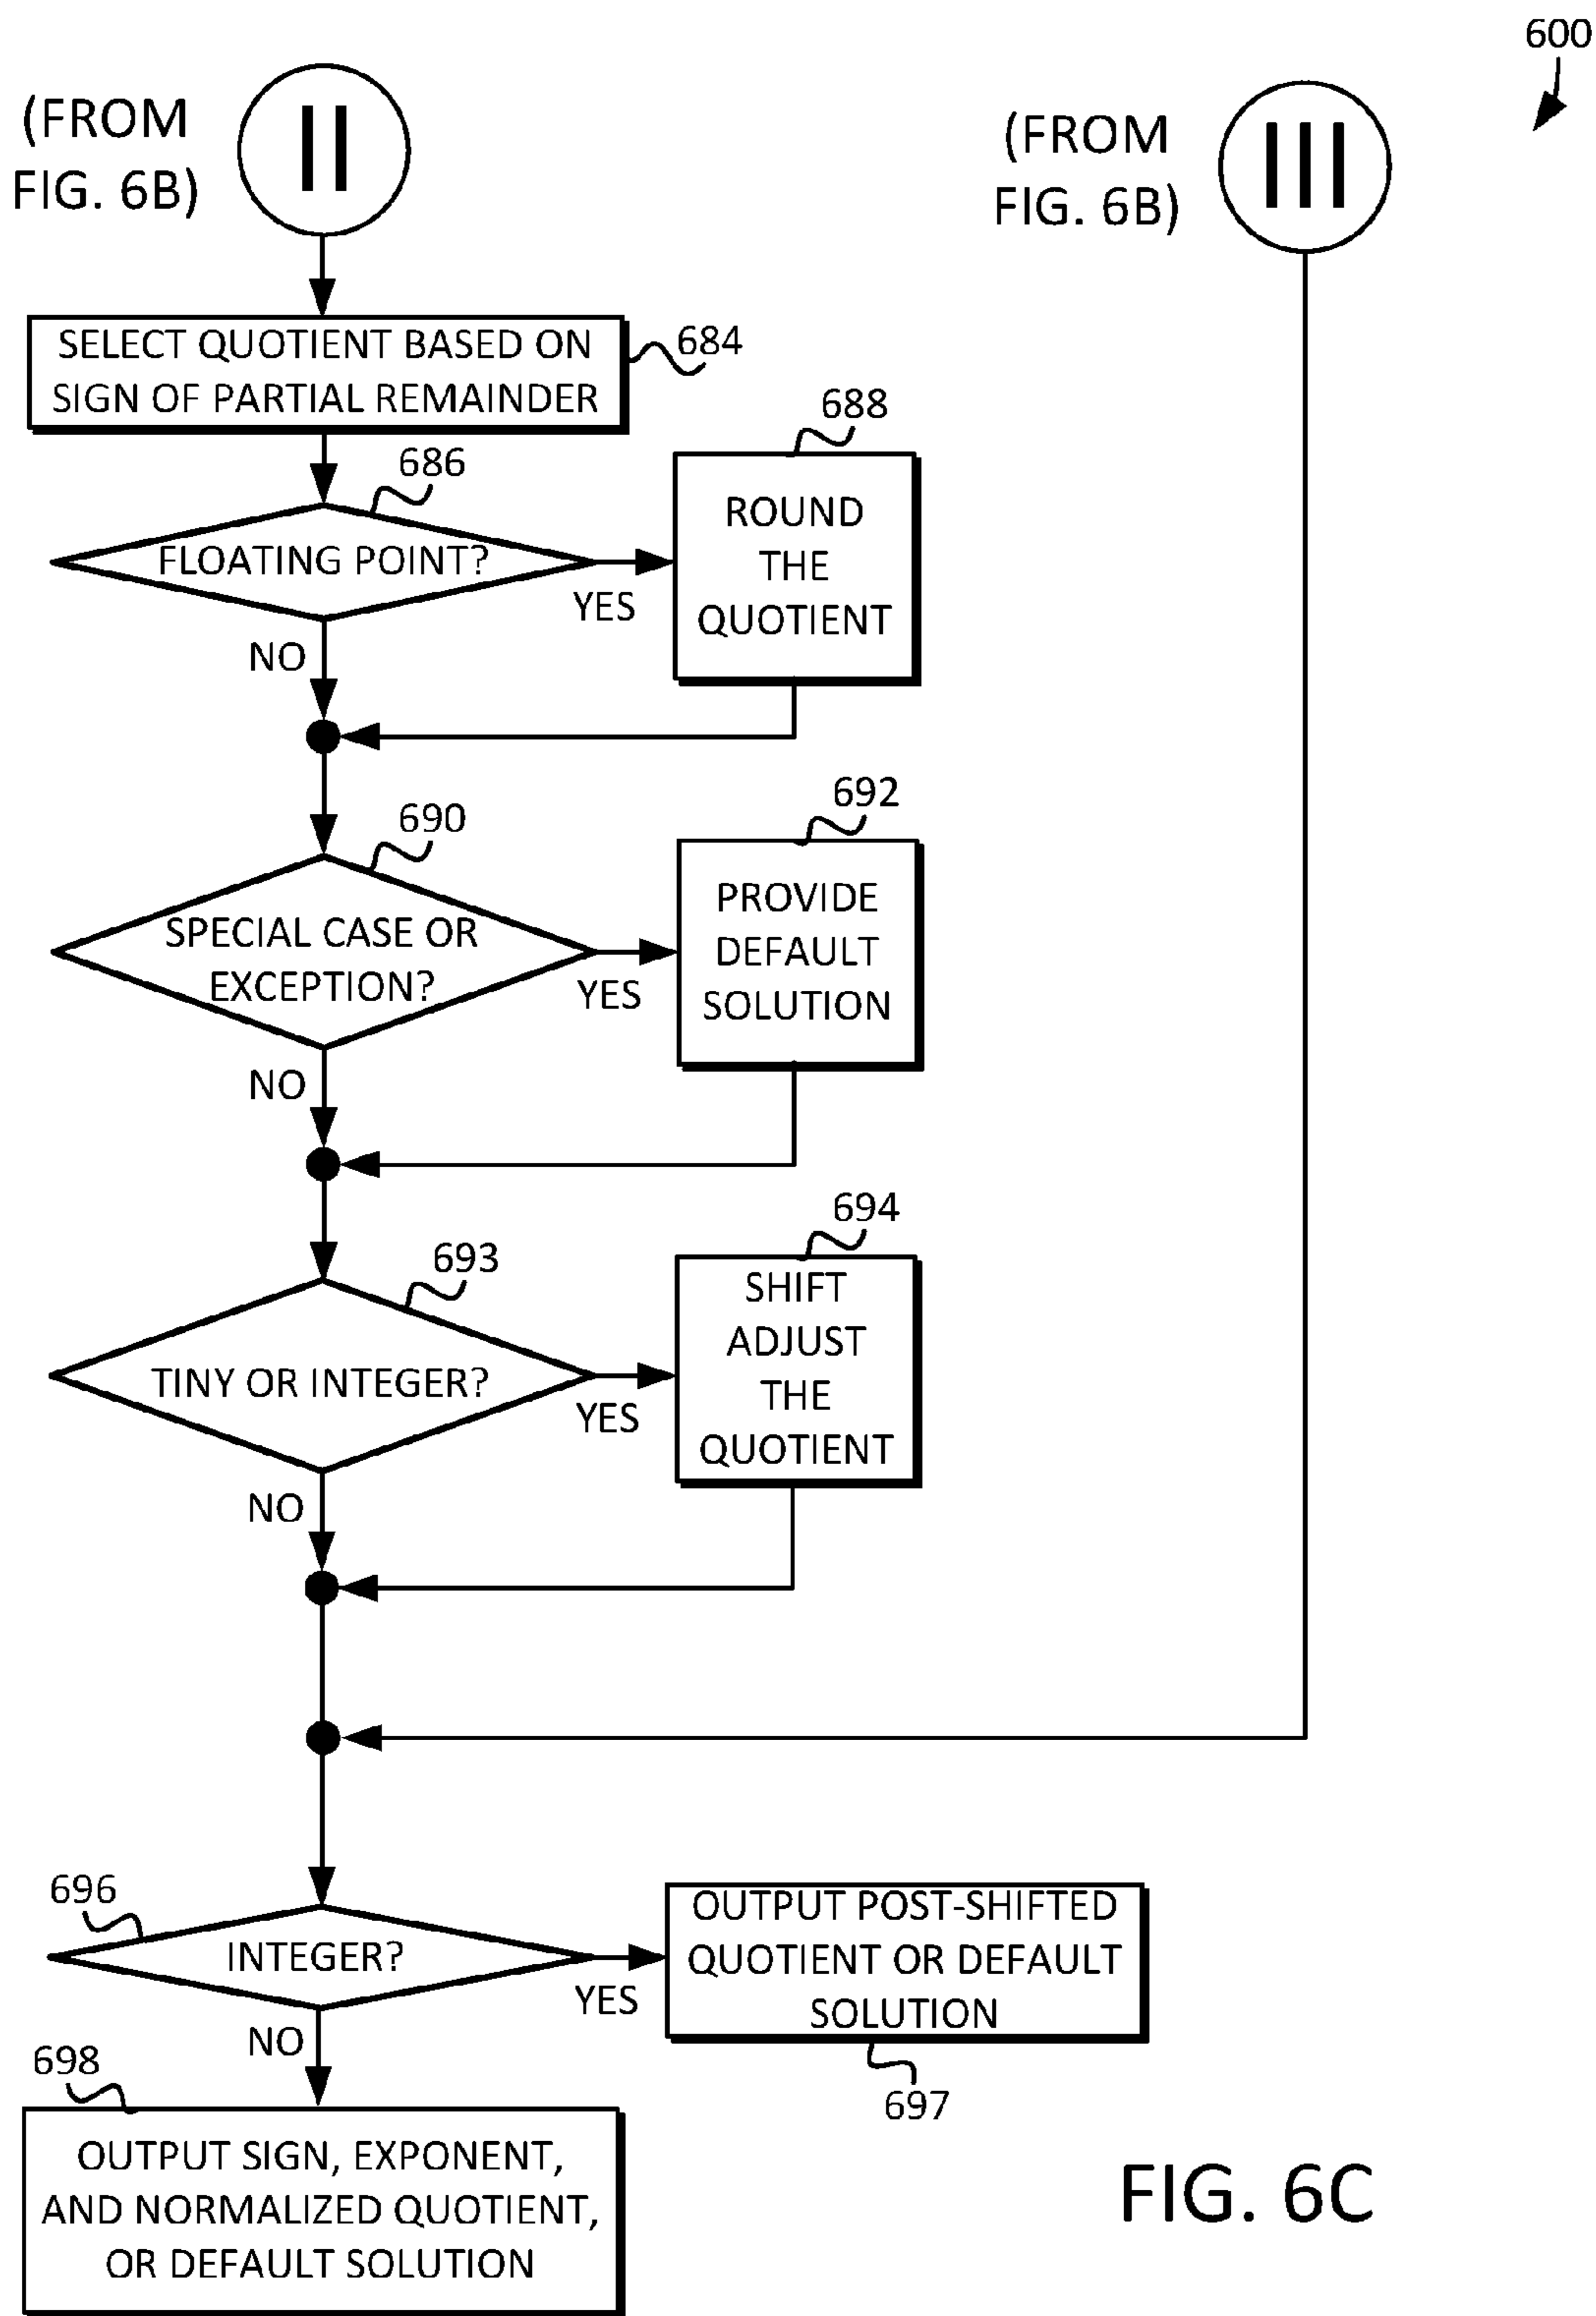 600
(FROM
FIG. 6B)
II
(FROM
FIG. 6B)
III
SELECT QUOTIENT BASED ON
SIGN OF PARTIAL REMAINDER
684
686
FLOATING POINT?
YES
NO
688
ROUND
THE
QUOTIENT
690
SPECIAL CASE OR
EXCEPTION?
YES
NO
692
PROVIDE
DEFAULT
SOLUTION
693
TINY OR INTEGER?
YES
NO
694
SHIFT
ADJUST
THE
QUOTIENT
696
INTEGER?
YES
NO
OUTPUT POST-SHIFTED
QUOTIENT OR DEFAULT
SOLUTION
697
698
OUTPUT SIGN, EXPONENT,
AND NORMALIZED QUOTIENT,
OR DEFAULT SOLUTION
FIG. 6C